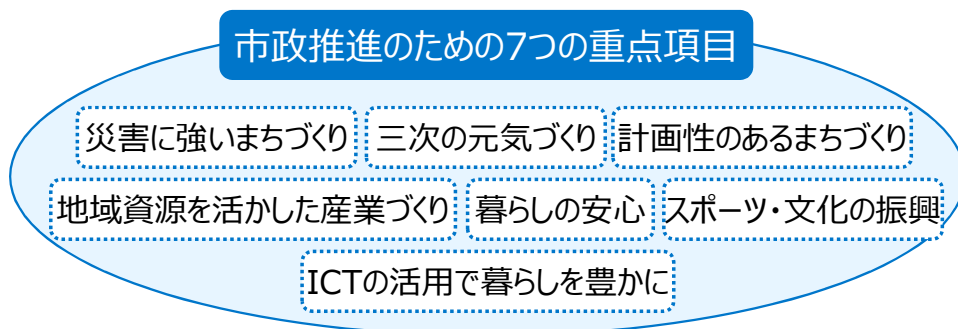 市政推進のための7つの重点項目
災害に強いまちづくり
三次の元気づくり
計画性のあるまちづくり
地域資源を活かした産業づくり
暮らしの安心
スポーツ・文化の振興
ICTの活用で暮らしを豊かに